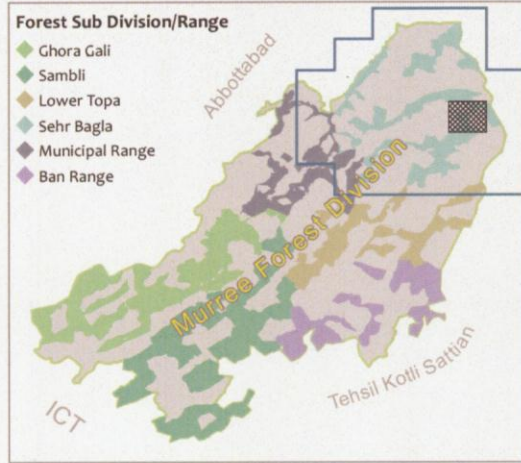 Forest Sub Division/Range
Ghora Gali
Sambli
Lower Topa
Sehr Bagla
Municipal Range
Ban Range
Abbottabad
Murree Forest Division
Tehsil Kotli Sattian
ICT